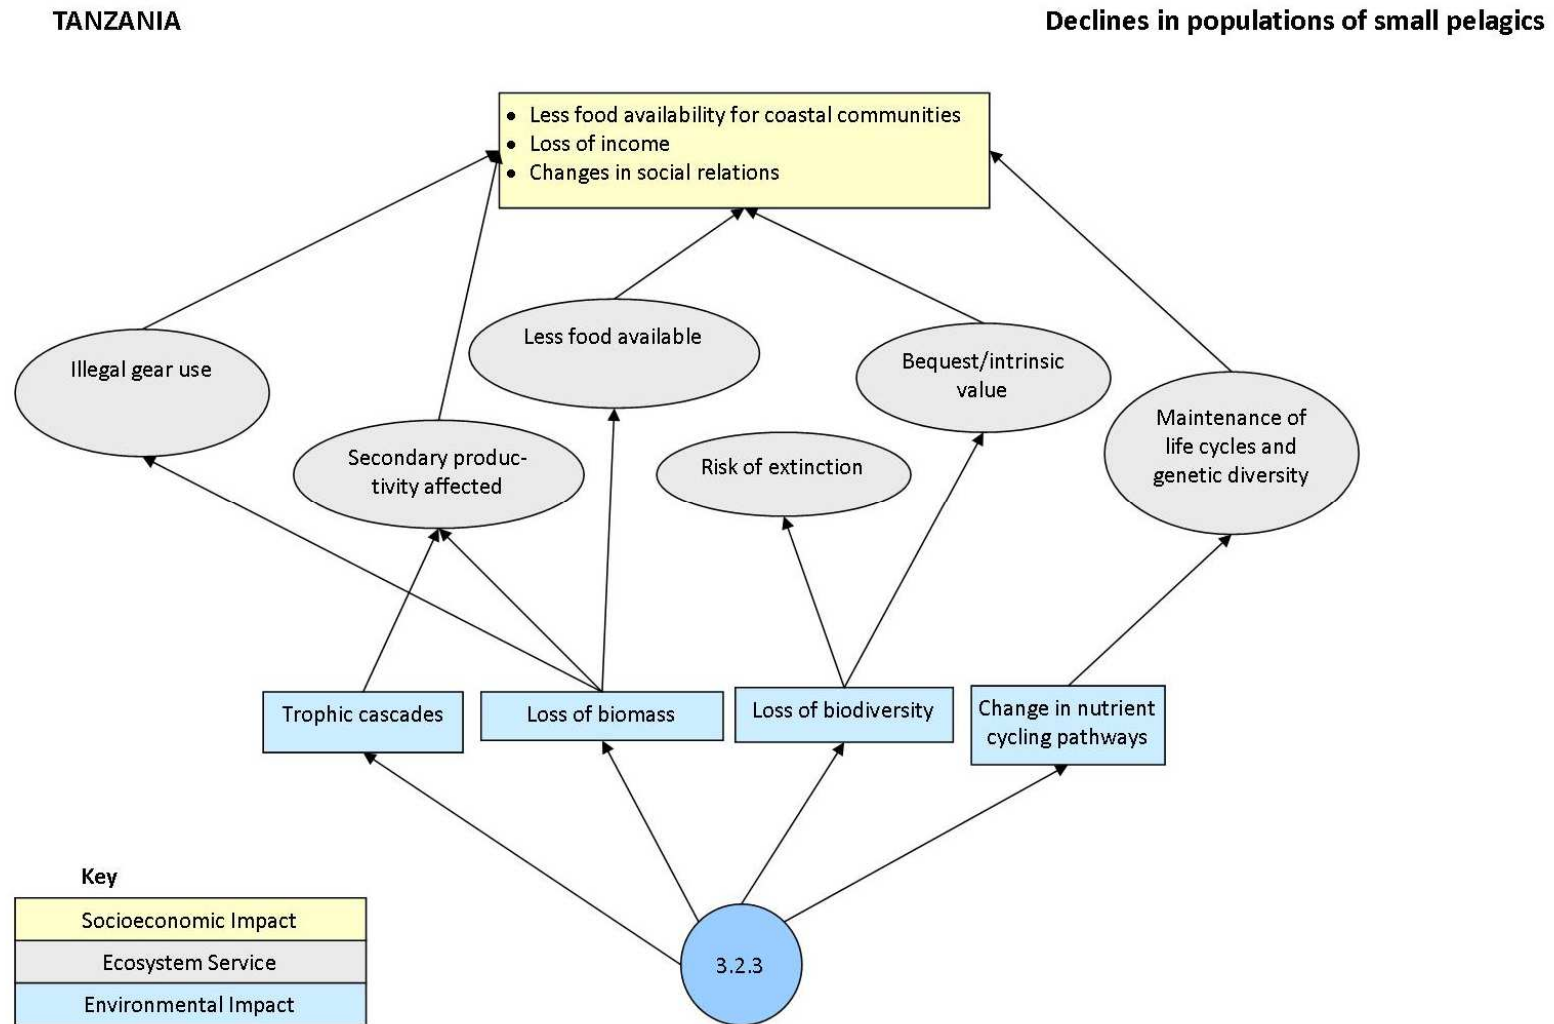 TANZANIA
Declines in populations of small pelagics
• Less food availability for coastal communities
• Loss of income
• Changes in social relations
Illegal gear use
Less food available
Bequest/intrinsic
value
Secondary produc-
tivity affected
Risk of extinction
Maintenance of
life cycles and
genetic diversity
Trophic cascades
Loss of biomass
Loss of biodiversity
Change in nutrient
cycling pathways
3.2.3
Key
Socioeconomic Impact
Ecosystem Service
Environmental Impact